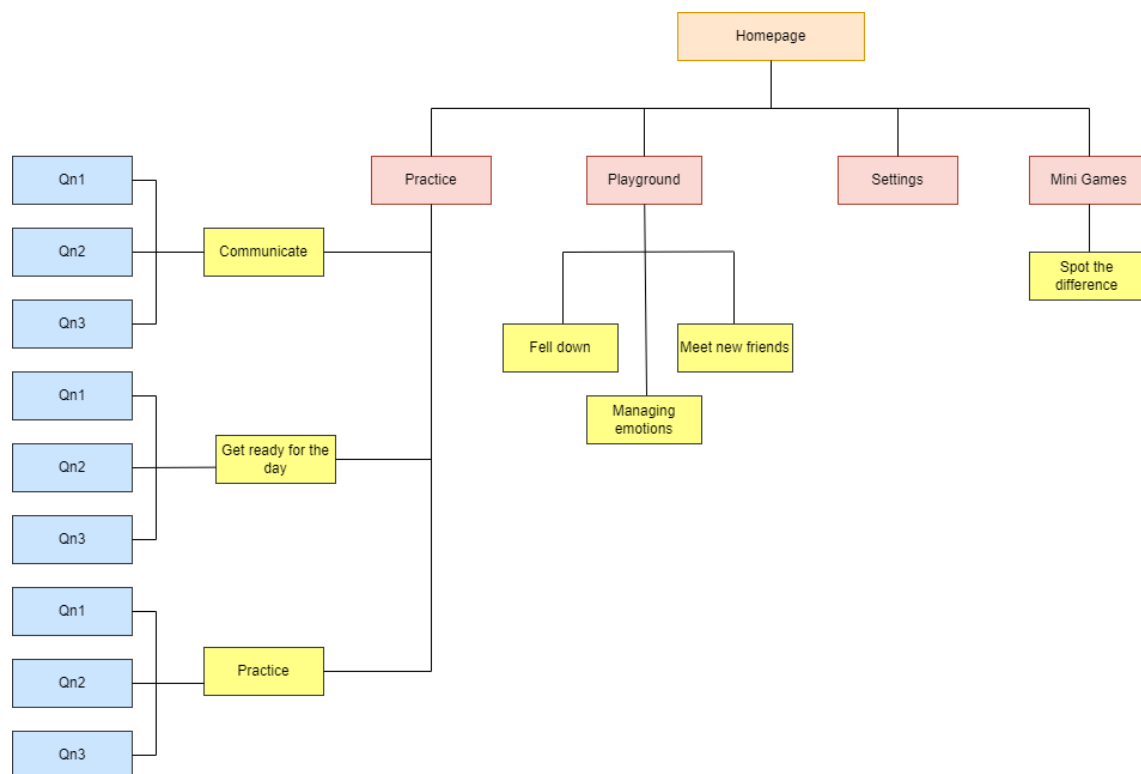 Homepage
Practice
Playground
Settings
Mini Games
Qn1
Qn2
Qn3
Communicate
Spot the
difference
Fell down
Meet new friends
Managing
emotions
Qn1
Qn2
Qn3
Get ready for the
day
Qn1
Qn2
Qn3
Practice